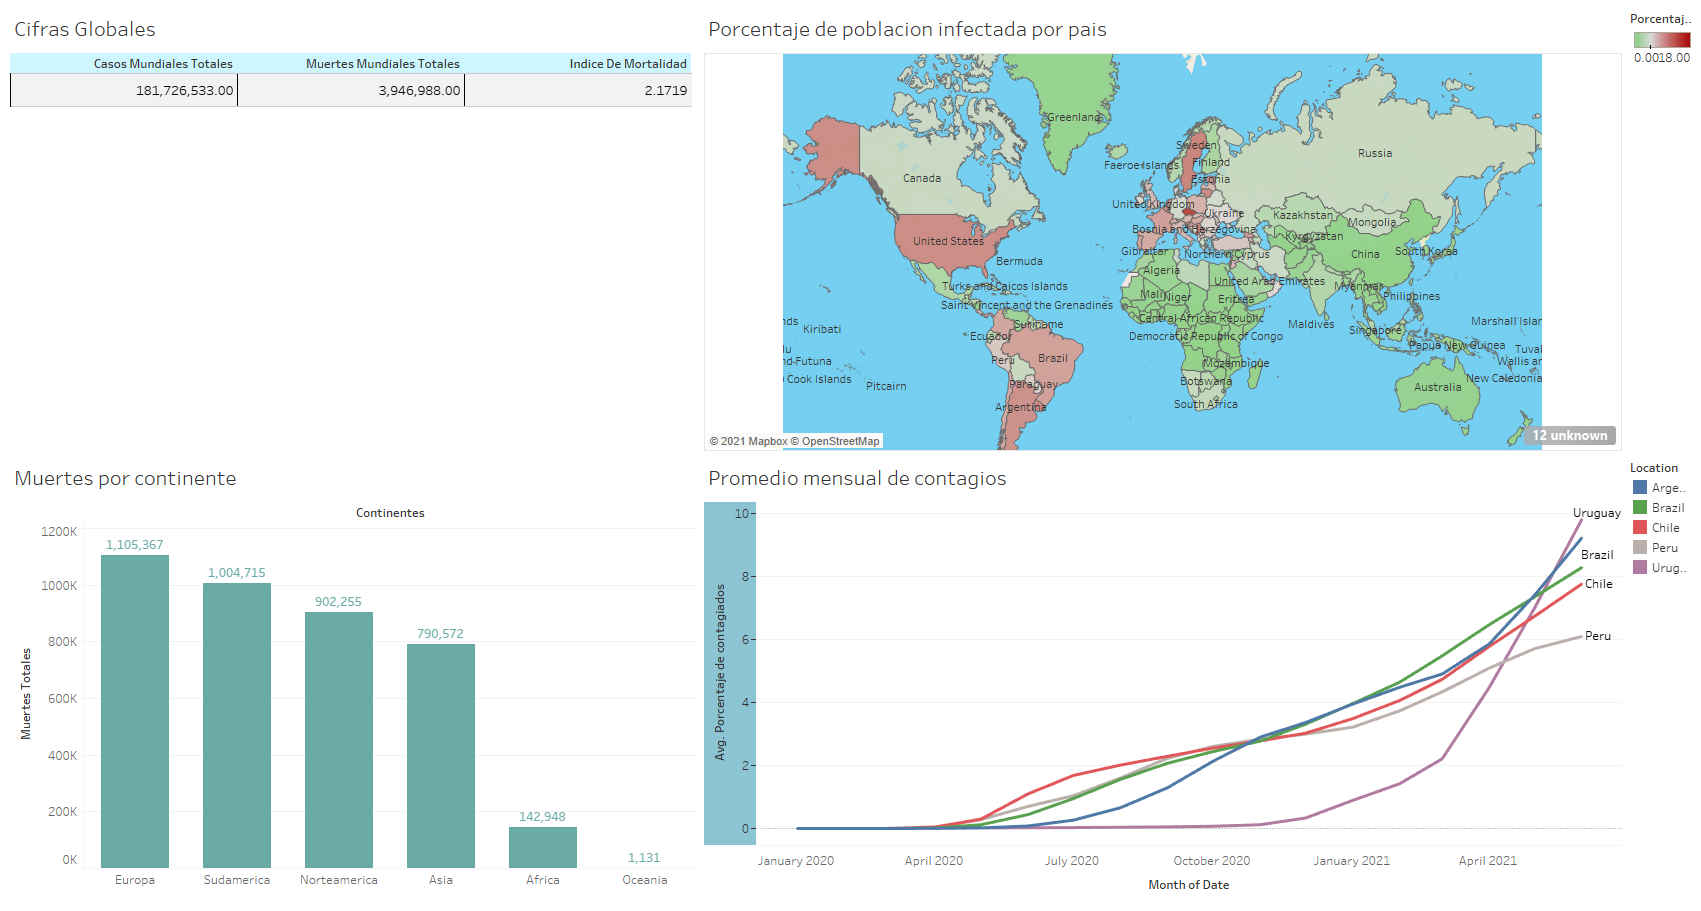 Cifras Globales
Casos Mundiales Totales
Muertes Mundiales Totales
Indice De Mortalidad
181,726,533.00
3,946,988.00
2.1719
Porcentaje de poblacion infectada por pais
Porcentaj..
0.0018.00
Greenland
Sweden
Faeroe Islands
Finland
Russia
Canada
Estonia
United Kingdom
Ukraine
Kazakhstan
Mongolia
Bosnia and Herzegovina
Kyrgyzstan
United States
Gibraltar
Northern Cyprus
China
South Korea
Bermuda
Algeria
Turks and Caicos Islands
United Arab Emirates
Myanmar
Mali
Niger
Eritrea
Philippines
Saint Vincent and the Grenadines
Central African Republic
nds
Kiribati
Suriname
Maldives
Singapore
Marshall Islar
Ecuador
Democratic Republic of Congo
Papua New Guinea
lu
Tuval
nd-Futuna
Peru
Brazil
Mozambique
Wallis an
Cook Islands
Pitcairn
Paraguay
Botswana
Australia
New Caledonia
Argentina
South Africa
© 2021 Mapbox © OpenStreetMap
12 unknown
Muertes por continente
Continentes
Muertes Totales
1200K
1000K
800K
600K
400K
200K
0K
1,105,367
1,004,715
902,255
790,572
142,948
1,131
Europa
Sudamerica
Norteamerica
Asia
Africa
Oceania
Promedio mensual de contagios
Avg. Porcentaje de contagiados
10
8
6
4
2
0
Uruguay
Brazil
Chile
Peru
January 2020
April 2020
July 2020
October 2020
January 2021
April 2021
Month of Date
Location
Arge..
Brazil
Chile
Peru
Urug..